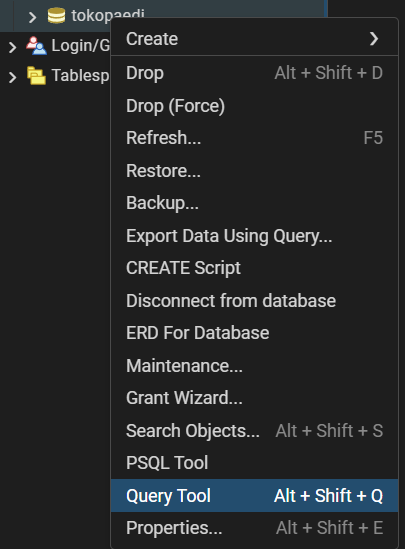 tokopaedi
Login/G
Tablesp
Create
Drop Alt + Shift + D
Drop (Force)
Refresh... F5
Restore...
Backup...
Export Data Using Query...
CREATE Script
Disconnect from database
ERD For Database
Maintenance...
Grant Wizard...
Search Objects... Alt + Shift + S
PSQL Tool
Query Tool Alt + Shift + Q
Properties... Alt + Shift + E